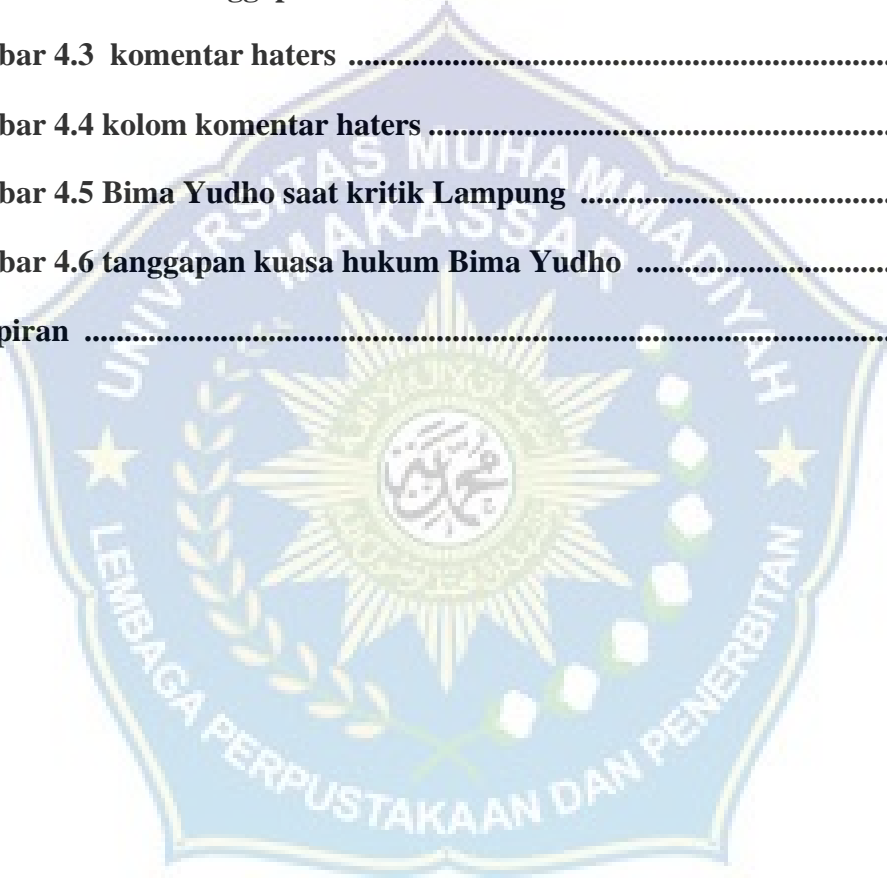 bar 4.3 komentar haters ........................................................................
bar 4.4 kolom komentar haters ..........................................................
bar 4.5 Bima Yudho saat kritik Lampung ........................................
bar 4.6 tanggapan kuasa hukum Bima Yudho ................................
piran ......................................................................................................
UNIVERSITAS MUHAMMADIYAH
MAKASSAR
LEMBAGA PERPUSTAKAAN DAN PENERBITAN